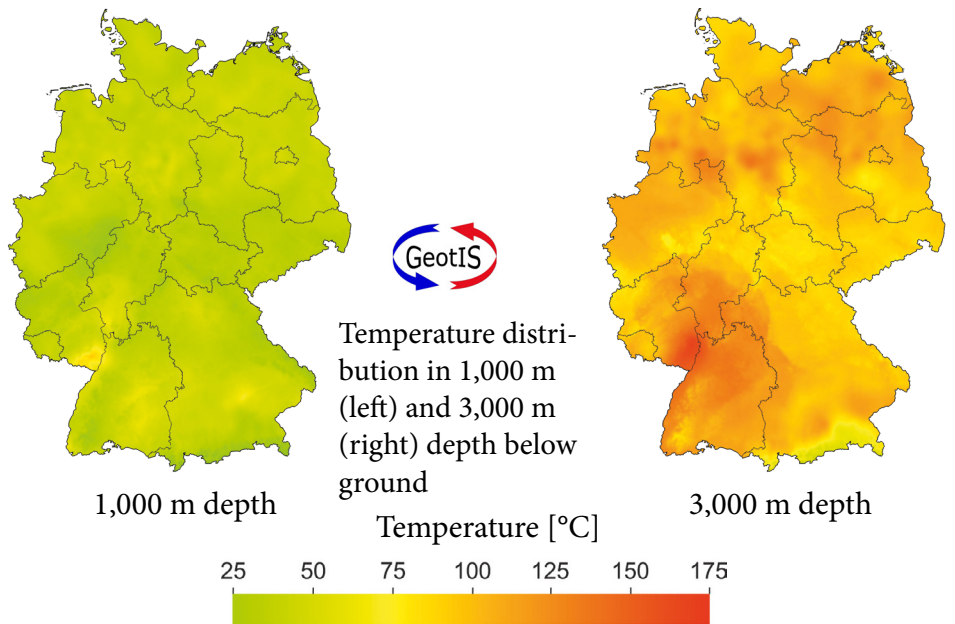 GeotIS
Temperature distri-
bution in 1,000 m
(left) and 3,000 m
(right) depth below
ground
1,000 m depth
3,000 m depth
Temperature [°C]
25 50 75 100 125 150 175